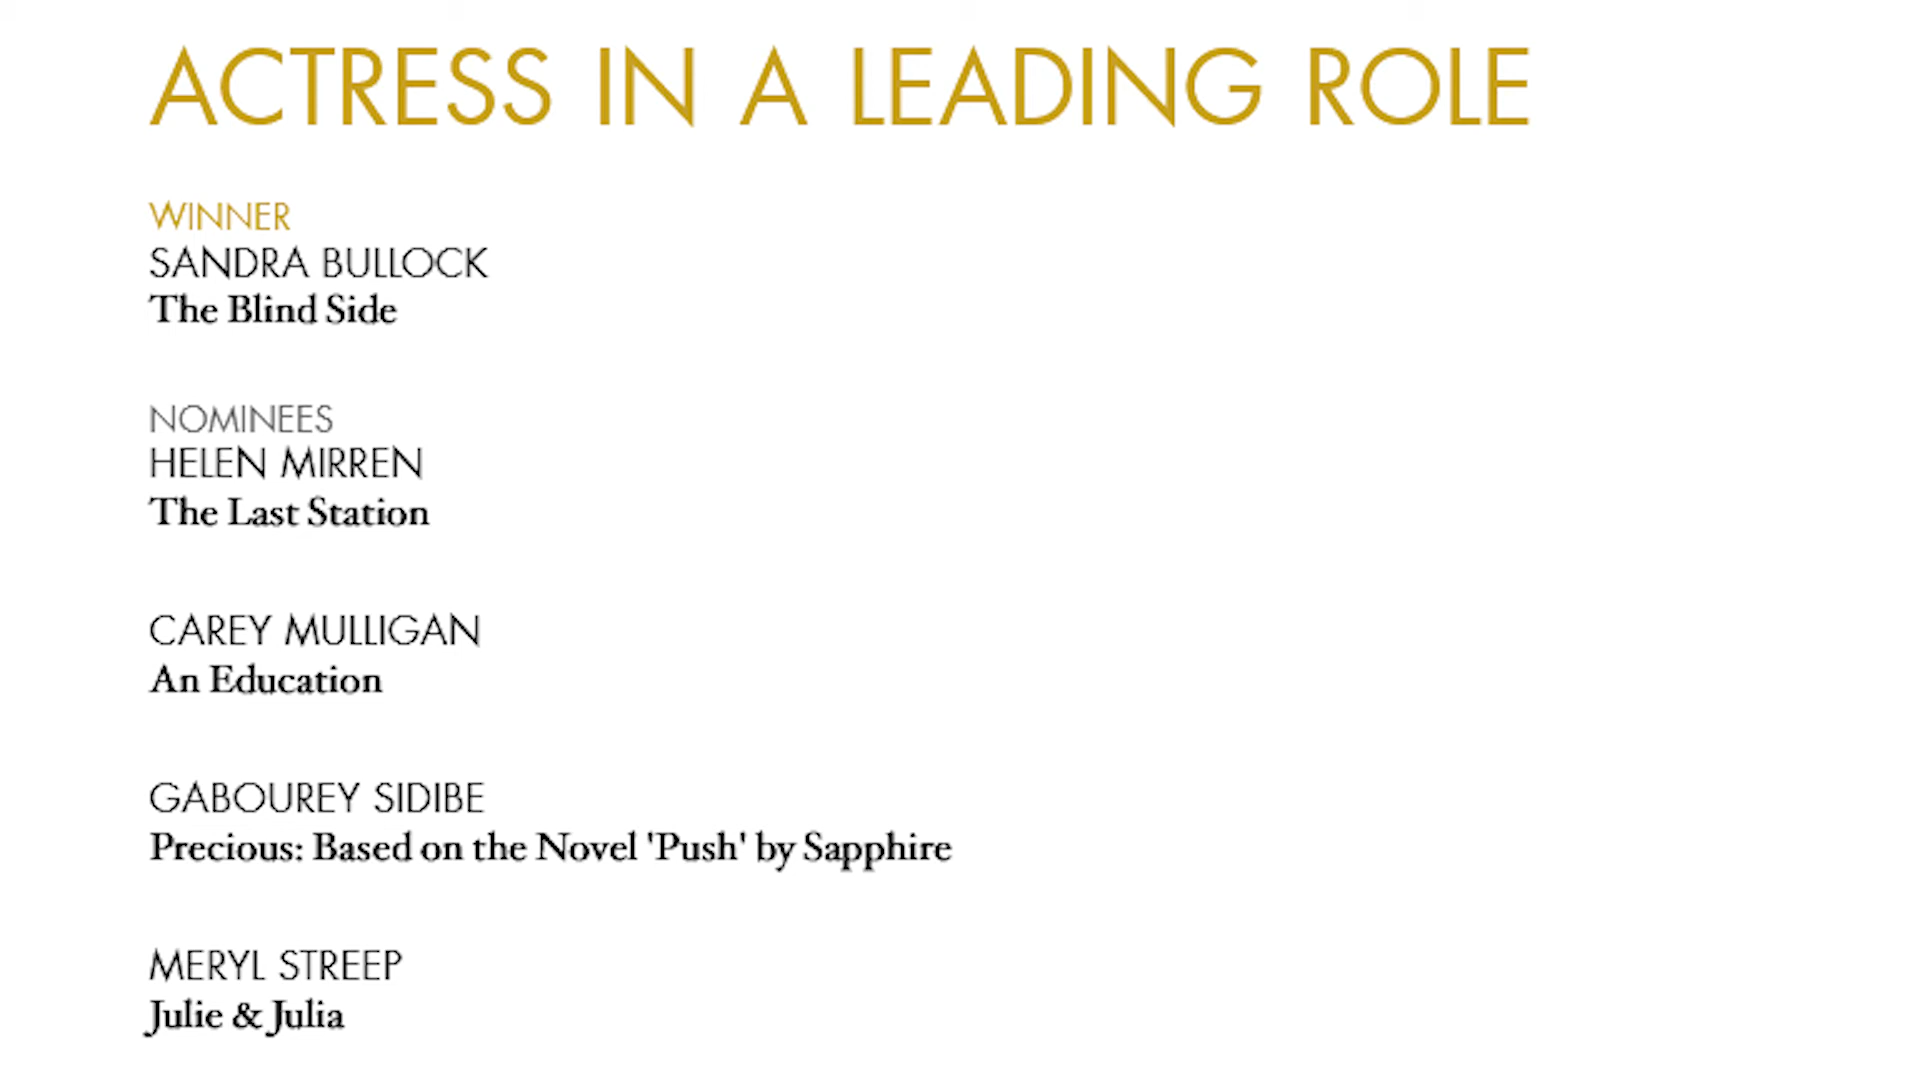 ACTRESS IN A LEADING ROLE
WINNER
SANDRA BULLOCK
The Blind Side
NOMINEES
HELEN MIRREN
The Last Station
CAREY MULLIGAN
An Education
GABOUREY SIDIBE
Precious: Based on the Novel 'Push' by Sapphire
MERYL STREEP
Julie & Julia